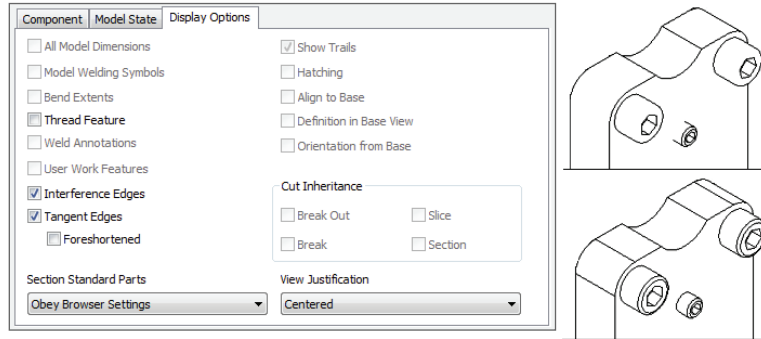 Component Model State Display Options
All Model Dimensions
Model Welding Symbols
Bend Extents
Thread Feature
Weld Annotations
User Work Features
Interference Edges
Tangent Edges
Foreshortened
Show Trails
Hatching
Align to Base
Definition in Base View
Orientation from Base
Cut Inheritance
Break Out Slice
Break Section
Section Standard Parts
Obey Browser Settings
View Justification
Centered